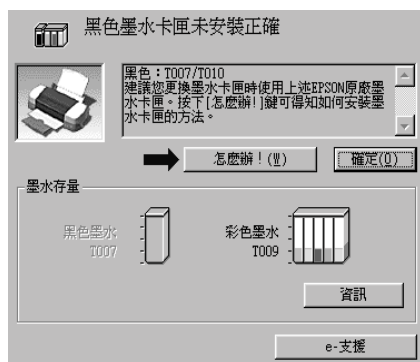 黑色墨水卡匣未安裝正確
黑色：T007/T010
建議您更換墨水卡匣時使用上述EPSON原廠墨
水卡匣。按下[怎麼辦!]鍵可得知如何安裝墨
水卡匣的方法。
怎麼辦！(W)
確定(O)
墨水存量
黑色墨水
T007
彩色墨水
T009
資訊
e-支援